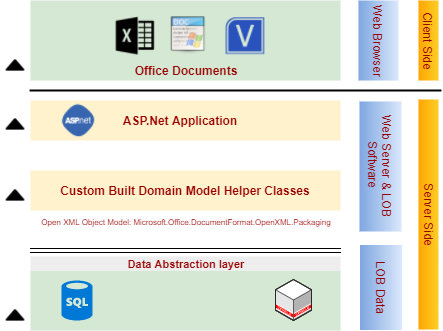 X
DOC
V
Office Documents
Web Browser
Client Side
ASP.net
ASP.Net Application
Custom Built Domain Model Helper Classes
Open XML Object Model: Microsoft.Office.DocumentFormat.OpenXML.Packaging
Web Server & LOB
Software
Server Side
Data Abstraction layer
SQL
LOB Data